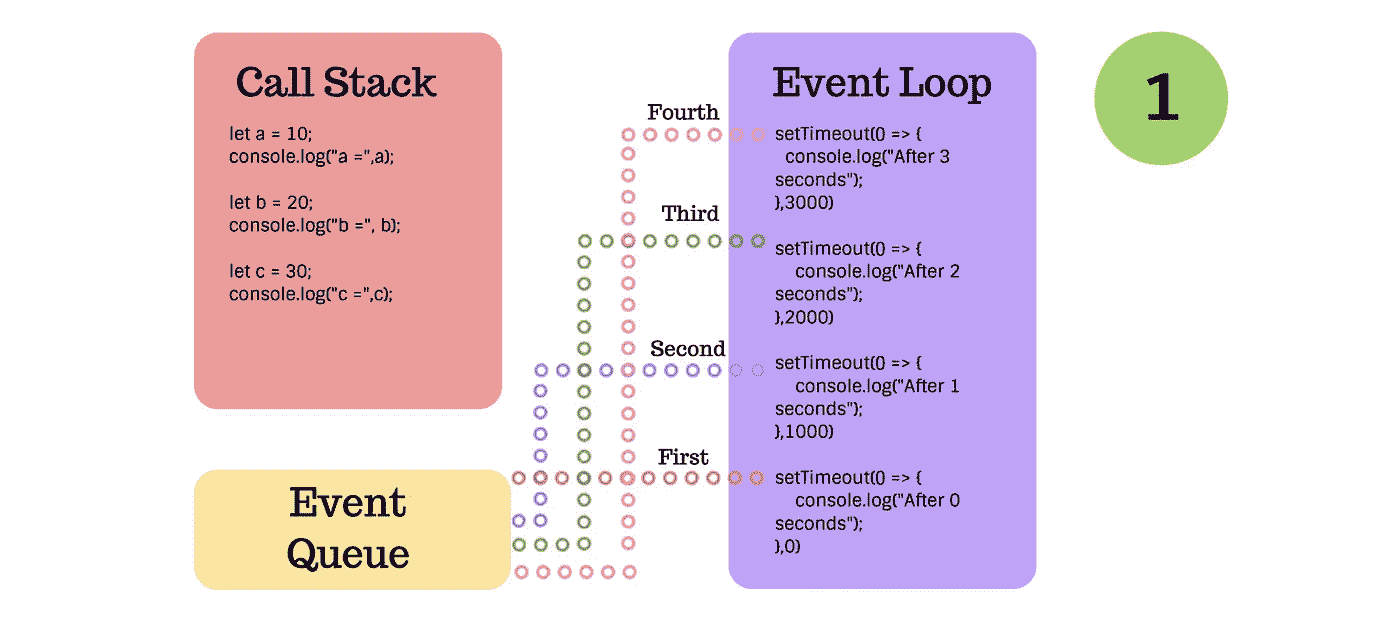 Call Stack
let a = 10;
console.log("a =",a);
let b = 20;
console.log("b =", b);
let c = 30;
console.log("c =",c);
Event
Queue
Fourth
Third
Second
First
Event Loop
setTimeout(() => {
console.log("After 3
seconds");
},3000)
setTimeout(() => {
console.log("After 2
seconds");
},2000)
setTimeout(() => {
console.log("After 1
seconds");
},1000)
setTimeout(() => {
console.log("After 0
seconds");
},0)
1